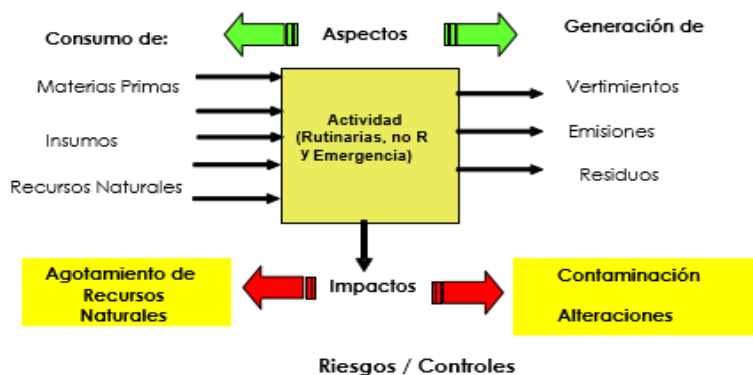 Consumo de:
Aspectos
Generación de
Materias Primas
Insumos
Recursos Naturales
Actividad
(Rutinarias, no R
y Emergencia)
Vertimientos
Emisiones
Residuos
Agotamiento de
Recursos
Naturales
Impactos
Contaminación
Alteraciones
Riesgos / Controles